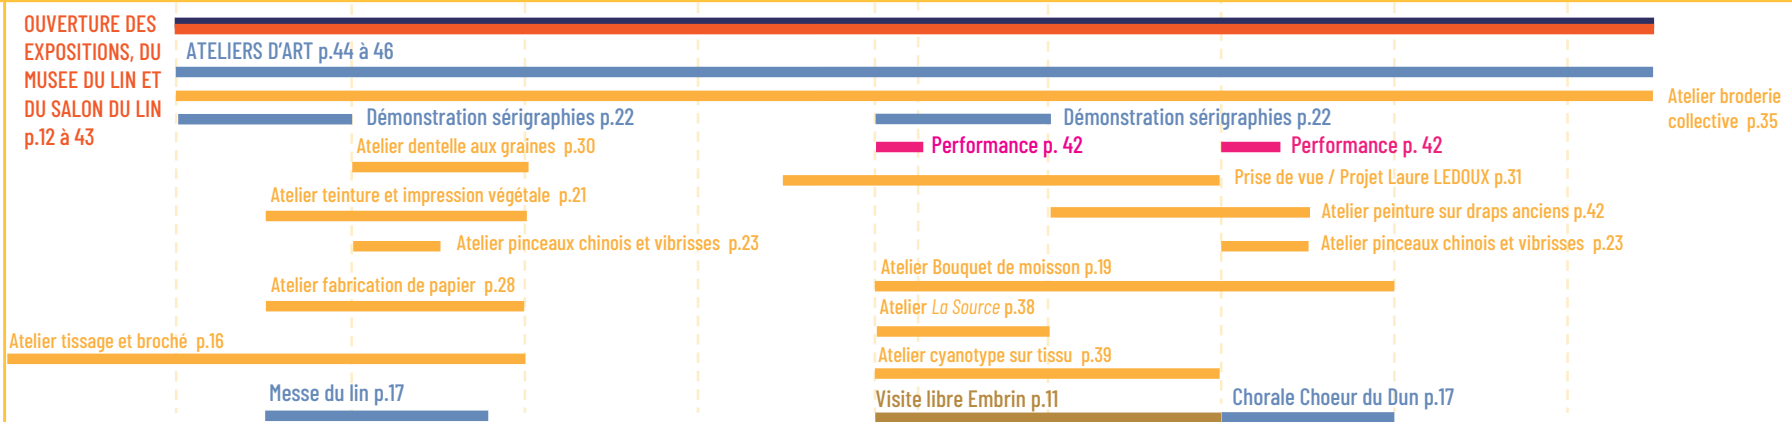 OUVERTURE DES
EXPOSITIONS, DU
MUSEE DU LIN ET
DU SALON DU LIN
p.12 à 43
ATELIERS D'ART p.44 à 46
Atelier broderie
collective p.35
Démonstration sérigraphies p.22
Démonstration sérigraphies p.22
Atelier dentelle aux graines p.30
Performance p. 42
Performance p. 42
Prise de vue / Projet Laure LEDOUX p.31
Atelier teinture et impression végétale p.21
Atelier peinture sur draps anciens p.42
Atelier pinceaux chinois et vibrisses p.23
Atelier pinceaux chinois et vibrisses p.23
Atelier Bouquet de moisson p.19
Atelier fabrication de papier p.28
Atelier La Source p.38
Atelier tissage et broché p.16
Atelier cyanotype sur tissu p.39
Messe du lin p.17
Visite libre Embrin p.11
Chorale Choeur du Dun p.17